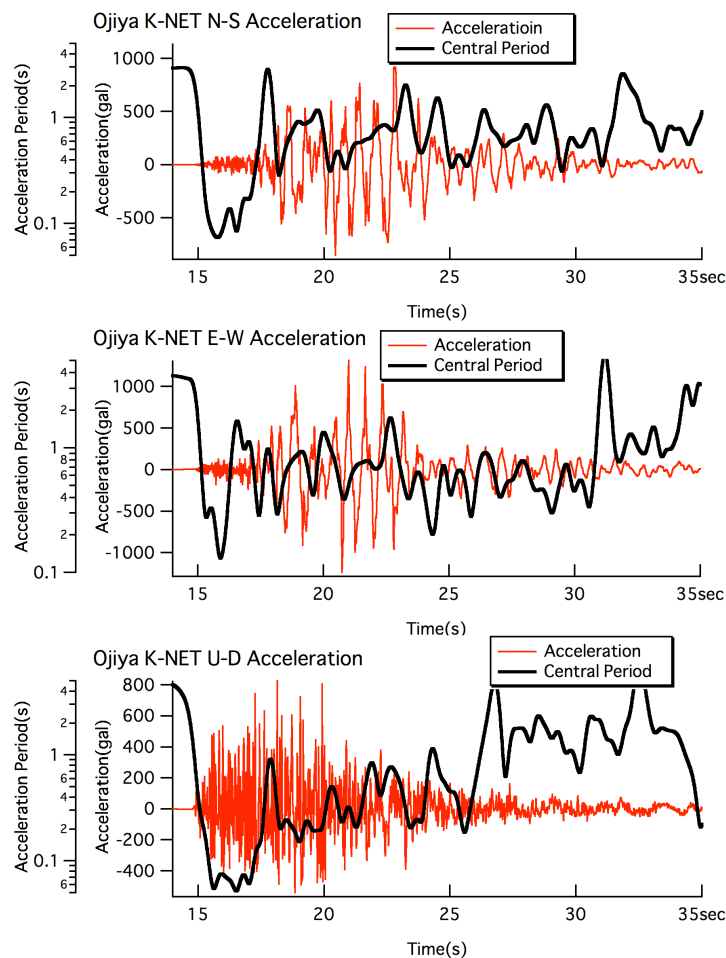 Ojiya K-NET N-S Acceleration
Acceleratioin
Central Period
Acceleration Period(s)
4
2
1
8
6
4
2
0.1
6
Acceleration(gal)
1000
500
0
-500
15 20 25 30 35sec
Time(s)
Ojiya K-NET E-W Acceleration
Acceleration
Central Period
Acceleration Period(s)
4
2
1
8
6
4
2
0.1
Acceleration(gal)
1000
500
0
-500
-1000
15 20 25 30 35sec
Time(s)
Ojiya K-NET U-D Acceleration
Acceleration
Central Period
Acceleration Period(s)
4
2
1
6
4
2
0.1
6
Acceleration(gal)
800
600
400
200
0
-200
-400
15 20 25 30 35sec
Time(s)